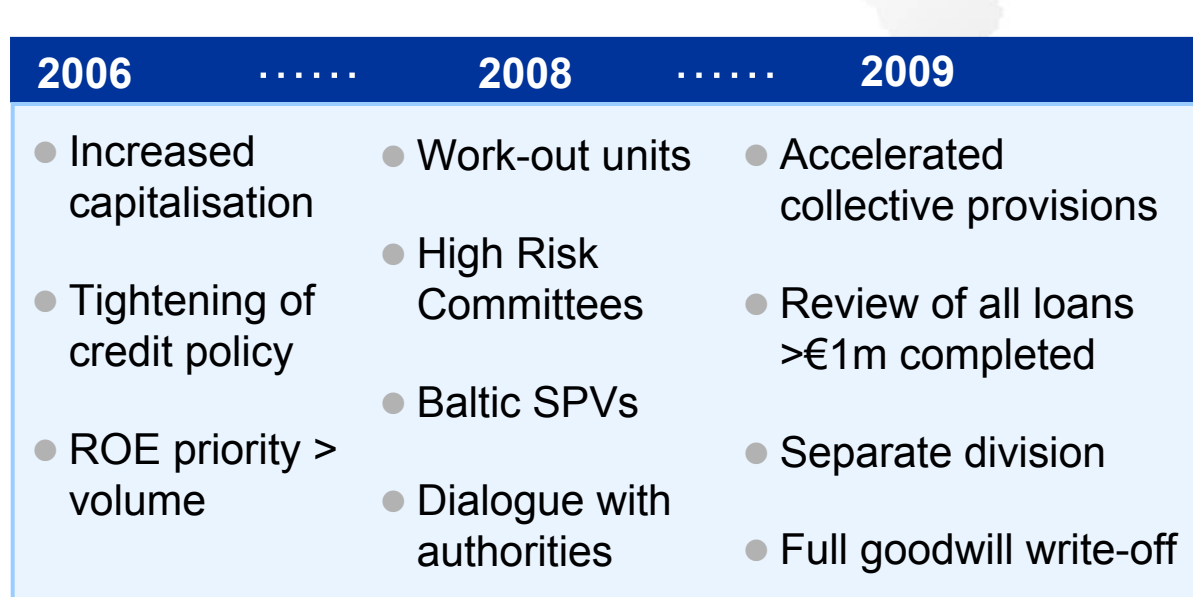 2006 ...... 2008 ...... 2009
● Increased
capitalisation
● Tightening of
credit policy
● ROE priority >
volume
● Work-out units
● High Risk
Committees
● Baltic SPVs
● Dialogue with
authorities
● Accelerated
collective provisions
● Review of all loans
>€1m completed
● Separate division
● Full goodwill write-off